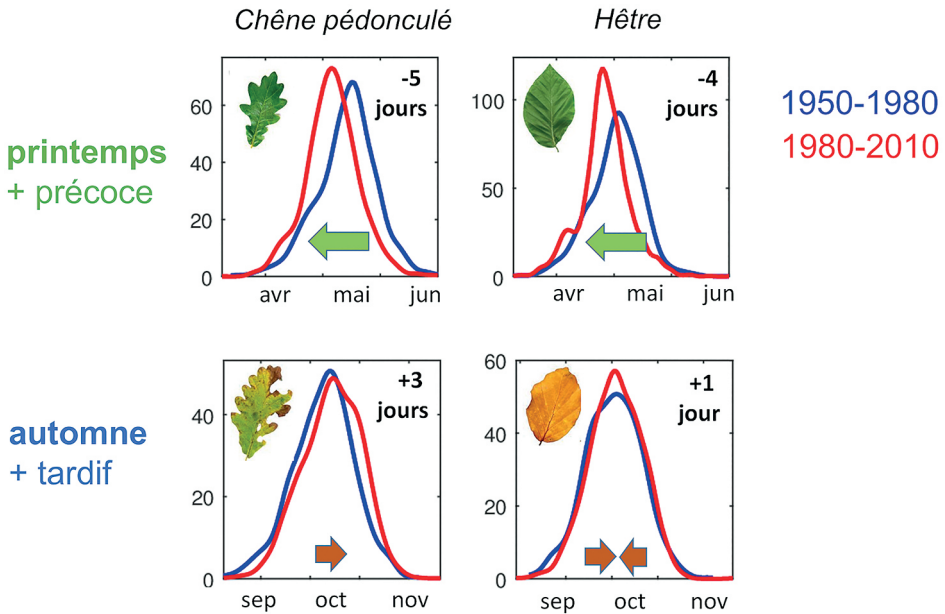 Chêne pédonculé
Hêtre
1950-1980
1980-2010
printemps
+ précoce
-5
jours
60
40
20
0
avr
mai
jun
-4
jours
100
50
0
avr
mai
jun
automne
+ tardif
+3
jours
40
20
0
sep
oct
nov
+1
jour
60
40
20
0
sep
oct
nov